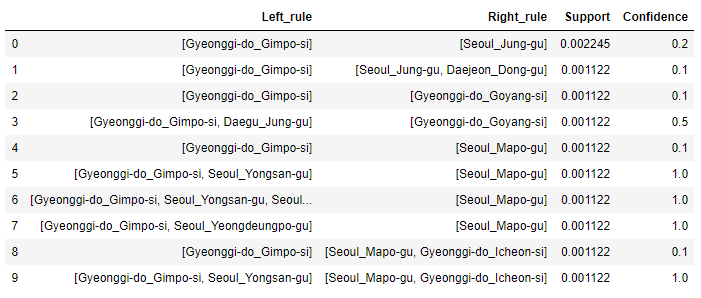 Left_rule Right_rule Support Confidence
0 [Gyeonggi-do_Gimpo-si] [Seoul_Jung-gu] 0.002245 0.2
1 [Gyeonggi-do_Gimpo-si] [Seoul_Jung-gu, Daejeon_Dong-gu] 0.001122 0.1
2 [Gyeonggi-do_Gimpo-si] [Gyeonggi-do_Goyang-si] 0.001122 0.1
3 [Gyeonggi-do_Gimpo-si, Daegu_Jung-gu] [Gyeonggi-do_Goyang-si] 0.001122 0.5
4 [Gyeonggi-do_Gimpo-si] [Seoul_Mapo-gu] 0.001122 0.1
5 [Gyeonggi-do_Gimpo-si, Seoul_Yongsan-gu] [Seoul_Mapo-gu] 0.001122 1.0
6 [Gyeonggi-do_Gimpo-si, Seoul_Yongsan-gu, Seoul... [Seoul_Mapo-gu] 0.001122 1.0
7 [Gyeonggi-do_Gimpo-si, Seoul_Yeongdeungpo-gu] [Seoul_Mapo-gu] 0.001122 1.0
8 [Gyeonggi-do_Gimpo-si] [Seoul_Mapo-gu, Gyeonggi-do_Icheon-si] 0.001122 0.1
9 [Gyeonggi-do_Gimpo-si, Seoul_Yongsan-gu] [Seoul_Mapo-gu, Gyeonggi-do_Icheon-si] 0.001122 1.0